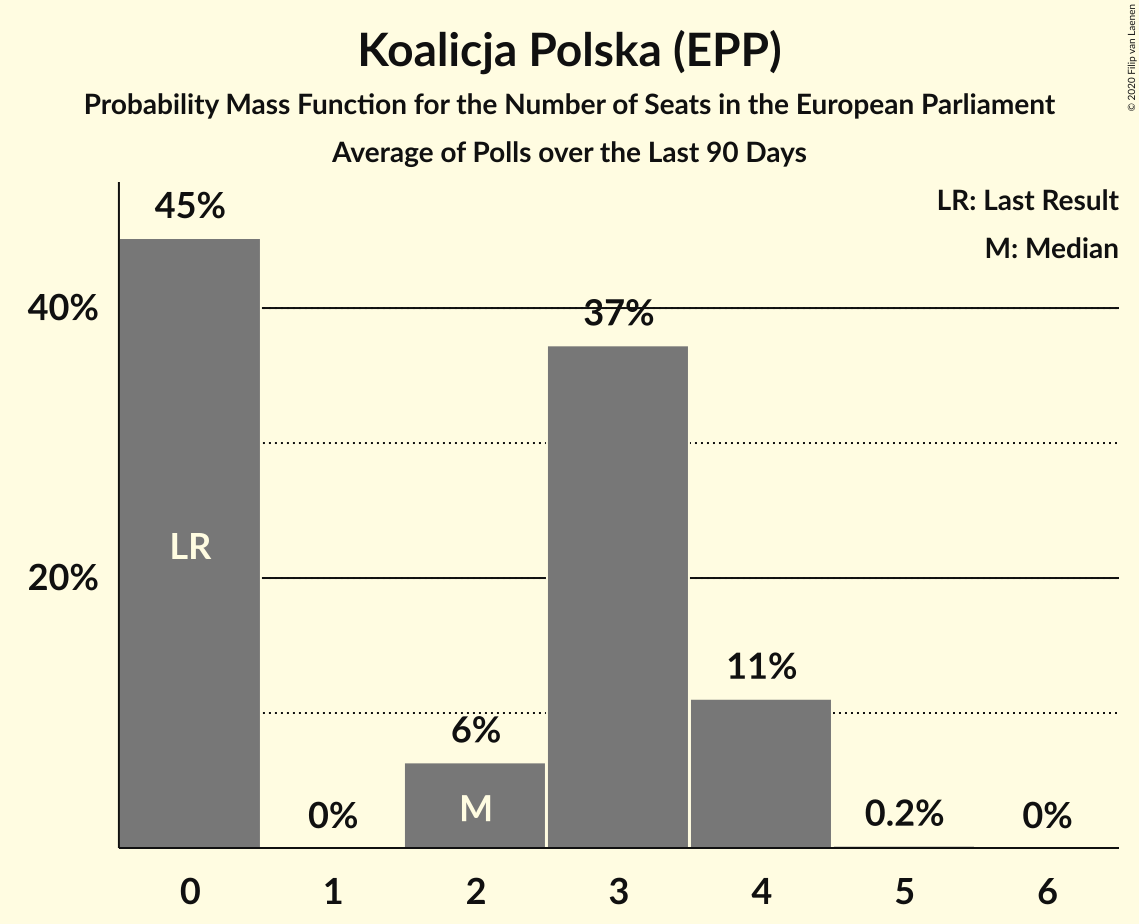 Koalicja Polska (EPP)
Probability Mass Function for the Number of Seats in the European Parliament
Average of Polls over the Last 90 Days
© 2020 Filip van Laenen
LR: Last Result
M: Median
45%
40%
37%
LR
20%
11%
6%
M
0%
0.2%
0%
0 1 2 3 4 5 6